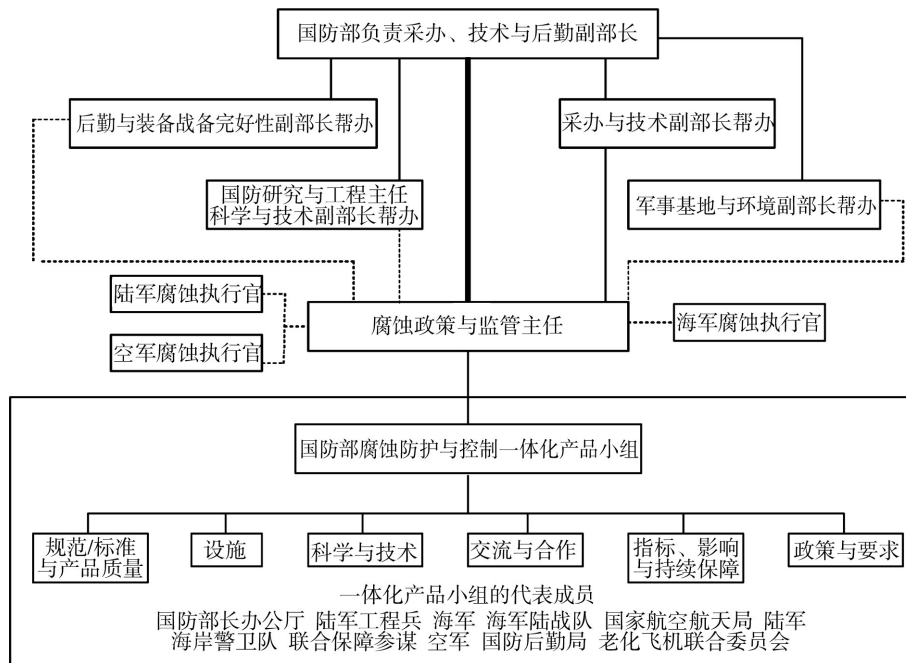 国防部负责采办、技术与后勤副部长
后勤与装备战备完好性副部长帮办
采办与技术副部长帮办
国防研究与工程主任
科学与技术副部长帮办
军事基地与环境副部长帮办
陆军腐蚀执行官
腐蚀政策与监管主任
海军腐蚀执行官
空军腐蚀执行官
国防部腐蚀防护与控制一体化产品小组
规范/标准
与产品质量
设施
科学与技术
交流与合作
指标、影响
与持续保障
政策与要求
一体化产品小组的代表成员
国防部长办公厅 陆军工程兵 海军 海军陆战队 国家航空航天局 陆军
海岸警卫队 联合保障参谋 空军 国防后勤局 老化飞机联合委员会